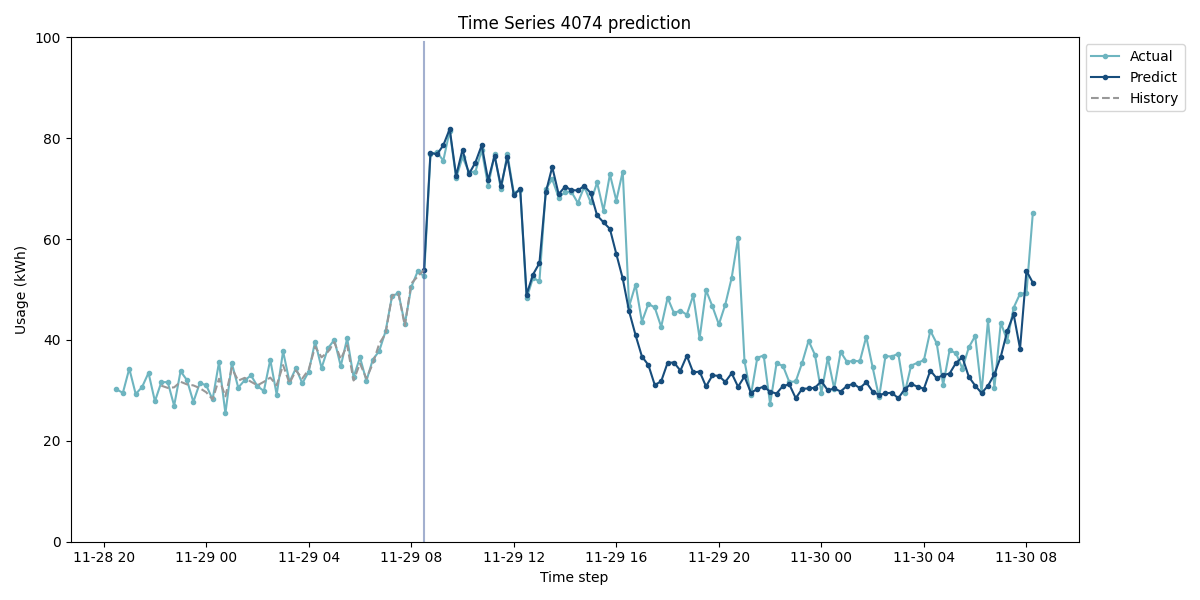 Time Series 4074 prediction
100
80
60
40
20
0
Usage (kWh)
11-28 20
11-29 00
11-29 04
11-29 08
11-29 12
11-29 16
11-29 20
11-30 00
11-30 04
11-30 08
Time step
Actual
Predict
History